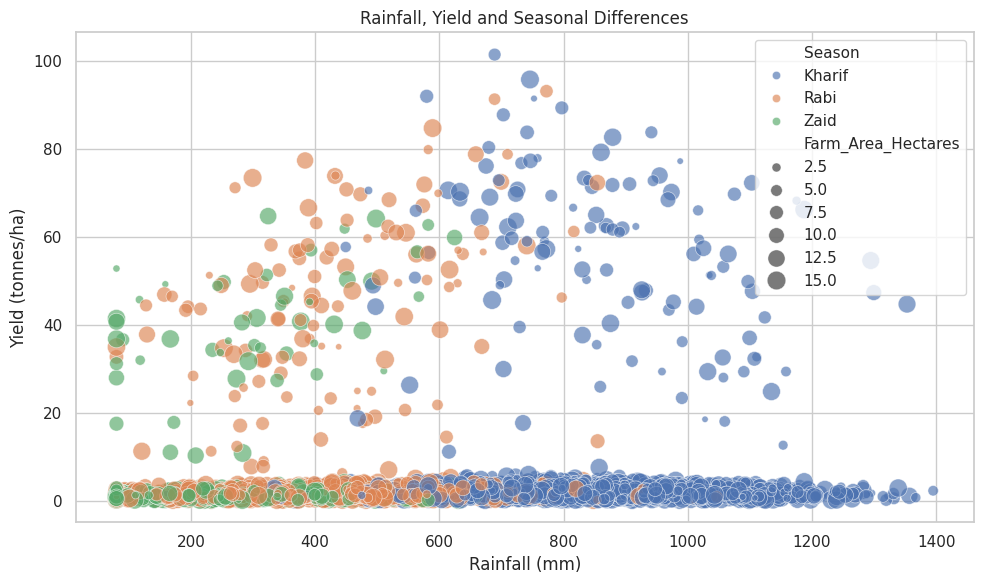 Rainfall, Yield and Seasonal Differences
Yield (tonnes/ha)
100
80
60
40
20
0
Season
Kharif
Rabi
Zaid
Farm_Area_Hectares
2.5
5.0
7.5
10.0
12.5
15.0
200 400 600 800 1000 1200 1400
Rainfall (mm)